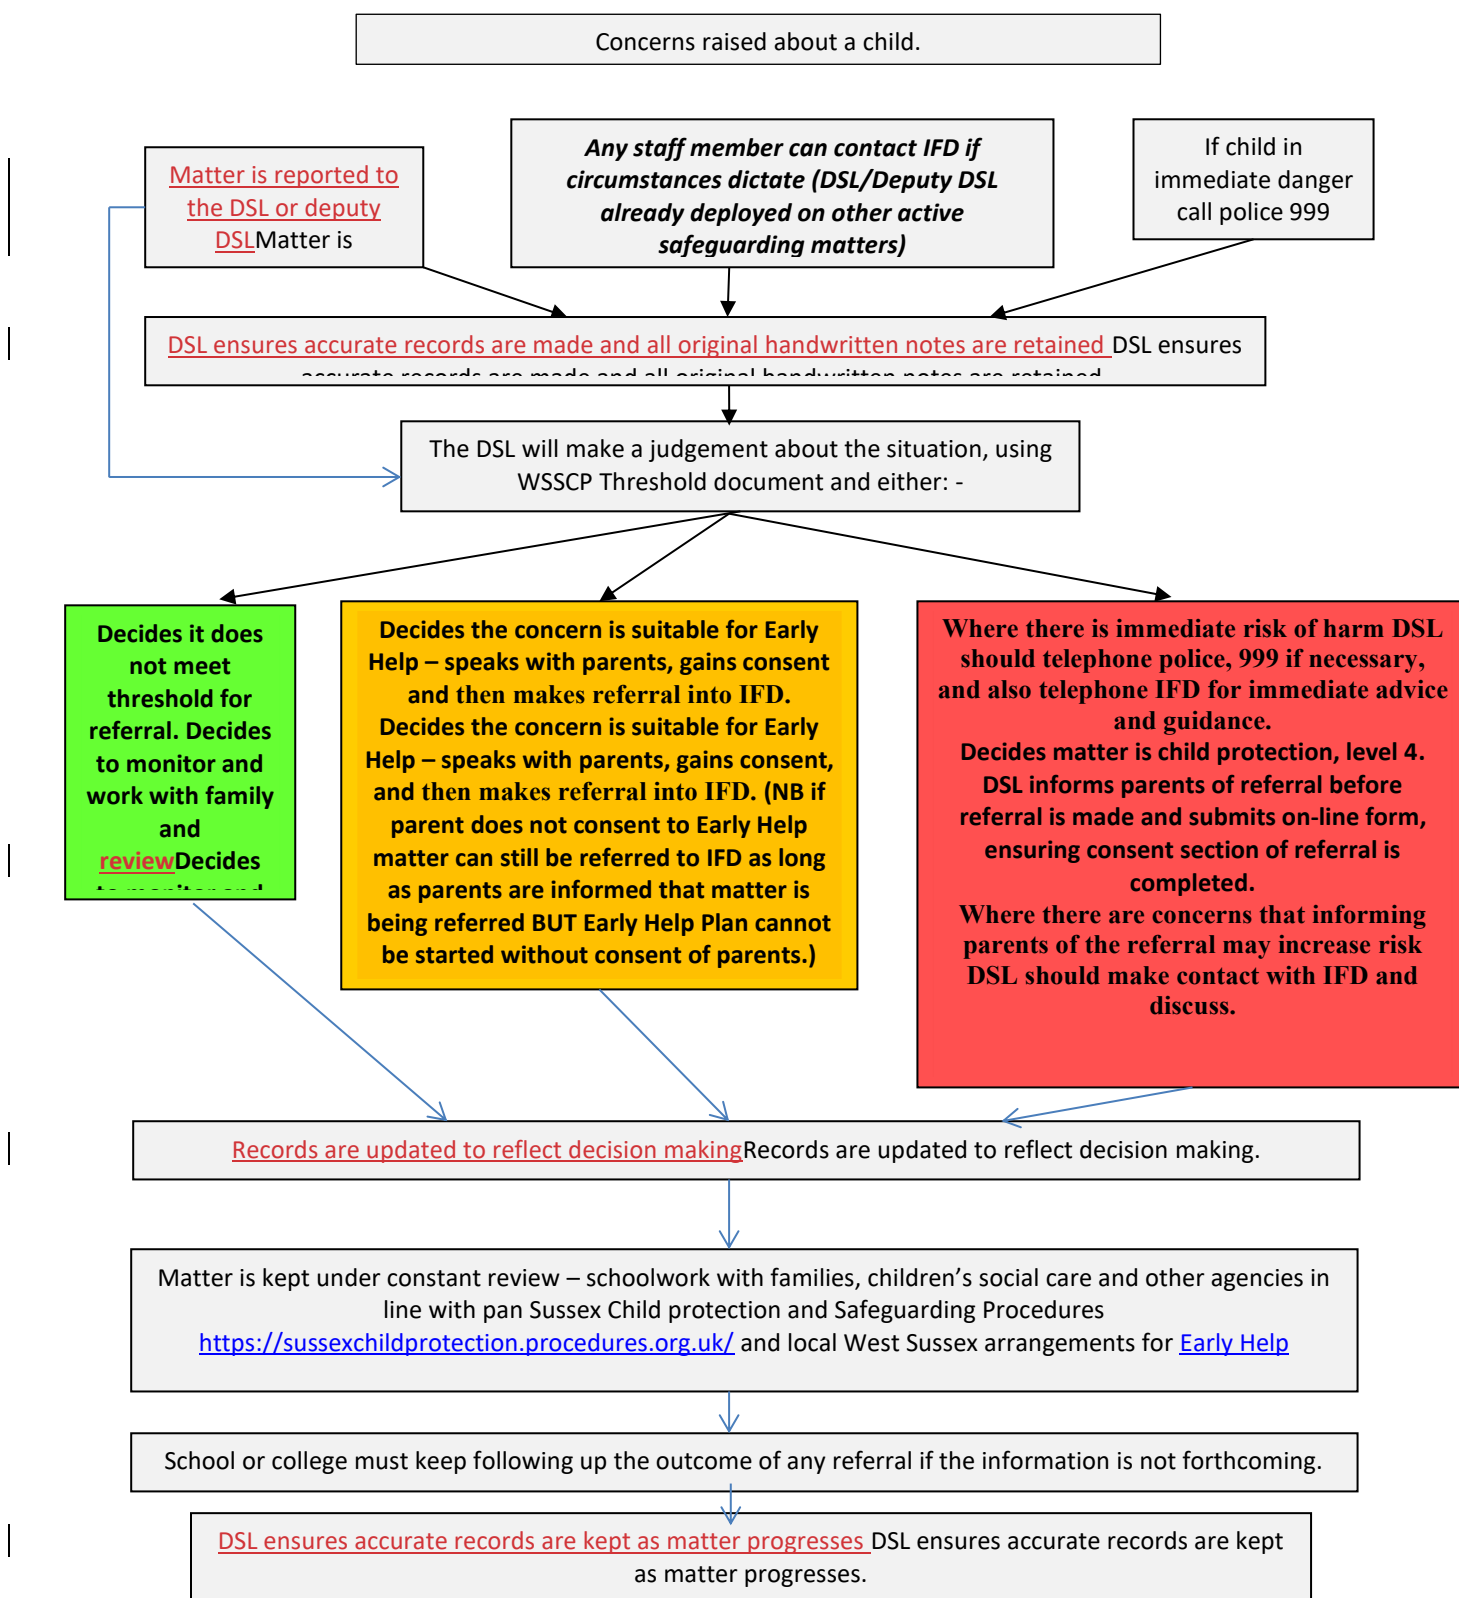 Concerns raised about a child.
Matter is reported to
the DSL or deputy
DSLMatter is
Any staff member can contact IFD if
circumstances dictate (DSL/Deputy DSL
already deployed on other active
safeguarding matters)
If child in
immediate danger
call police 999
DSL ensures accurate records are made and all original handwritten notes are retained DSL ensures
accurate records are made and all original handwritten notes are retained
The DSL will make a judgement about the situation, using
WSSCP Threshold document and either: -
Decides it does
not meet
threshold for
referral. Decides
to monitor and
work with family
and
reviewDecides
to monitor and
Decides the concern is suitable for Early
Help – speaks with parents, gains consent
and then makes referral into IFD.
Decides the concern is suitable for Early
Help – speaks with parents, gains consent,
and then makes referral into IFD. (NB if
parent does not consent to Early Help
matter can still be referred to IFD as long
as parents are informed that matter is
being referred BUT Early Help Plan cannot
be started without consent of parents.)
Where there is immediate risk of harm DSL
should telephone police, 999 if necessary,
and also telephone IFD for immediate advice
and guidance.
Decides matter is child protection, level 4.
DSL informs parents of referral before
referral is made and submits on-line form,
ensuring consent section of referral is
completed.
Where there are concerns that informing
parents of the referral may increase risk
DSL should make contact with IFD and
discuss.
Records are updated to reflect decision makingRecords are updated to reflect decision making.
Matter is kept under constant review – schoolwork with families, children’s social care and other agencies in
line with pan Sussex Child protection and Safeguarding Procedures
https://sussexchildprotection.procedures.org.uk/ and local West Sussex arrangements for Early Help
School or college must keep following up the outcome of any referral if the information is not forthcoming.
DSL ensures accurate records are kept as matter progresses DSL ensures accurate records are kept
as matter progresses.